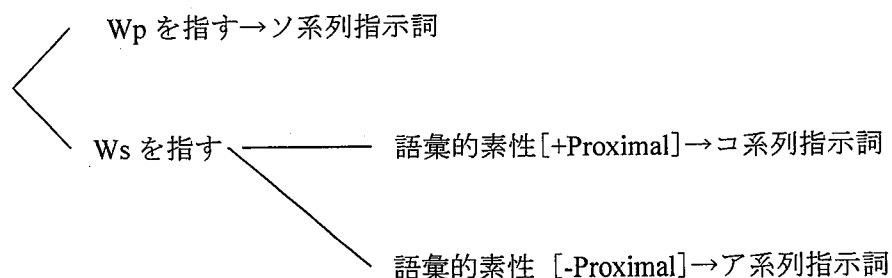 Wp を指す→ソ系列指示詞
Ws を指す
語彙的素性[+Proximal]→コ系列指示詞
語彙的素性 [-Proximal]→ア系列指示詞